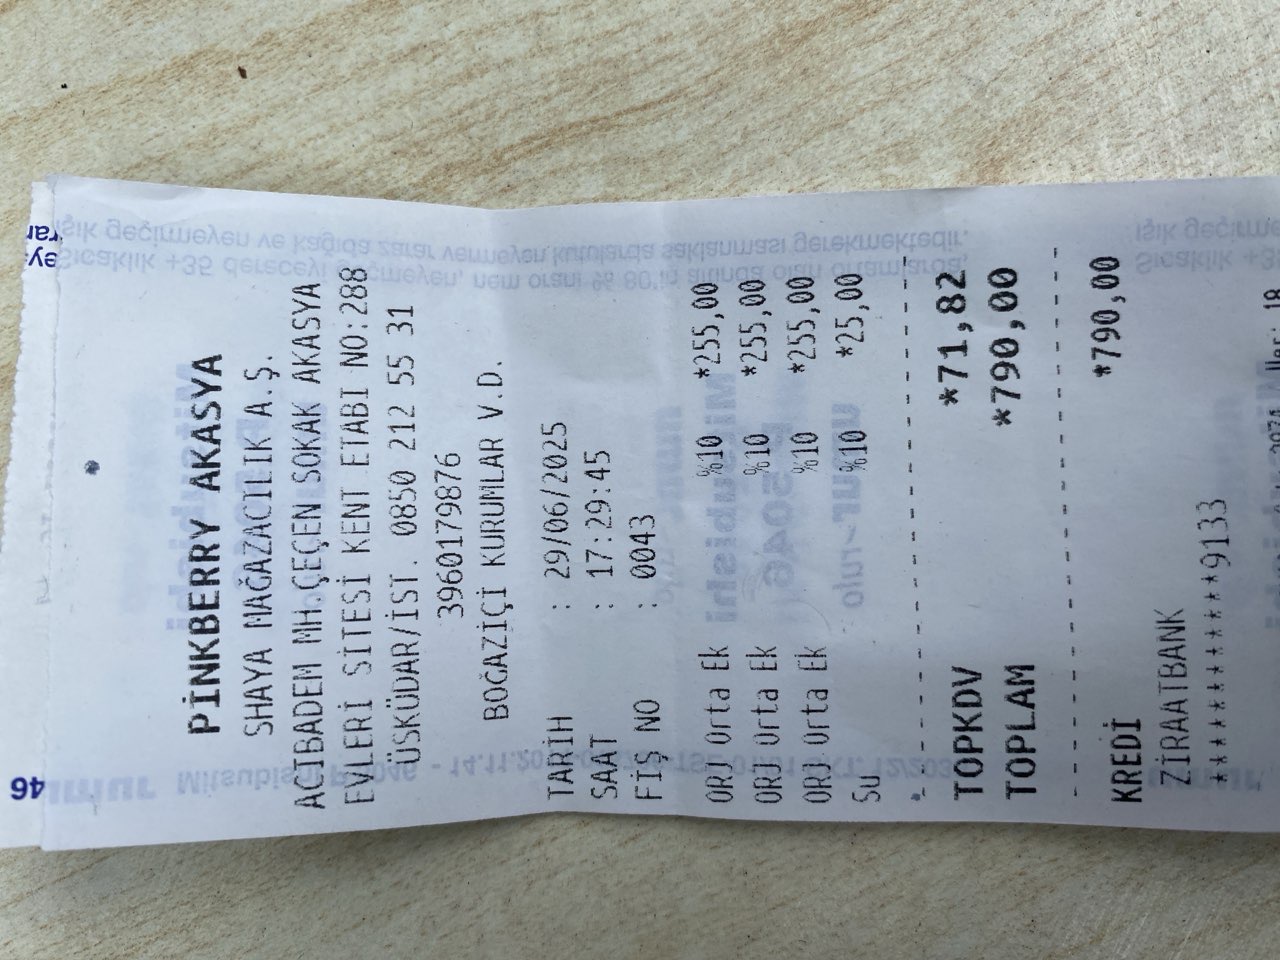 46
PİNKBERRY AKASYA
SHAYA MAĞAZACILIK A.Ş.
ACIBADEM MH.ÇEÇEN SOKAK AKASYA
EVLERİ SİTESİ KENT ETABI NO:288
ÜSKÜDAR/İST. 0850 212 55 31
3960179876
BOĞAZİÇİ KURUMLAR V.D.
TARİH : 29/06/2025
SAAT : 17:29:45
FİŞ NO : 0043
ORJ Orta Ek %10 *255,00
ORJ Orta Ek %10 *255,00
ORJ Orta Ek %10 *255,00
Su %10 *25,00
TOPKDV *71,82
TOPLAM *790,00
KREDİ *790,00
ZİRAATBANK
************9133